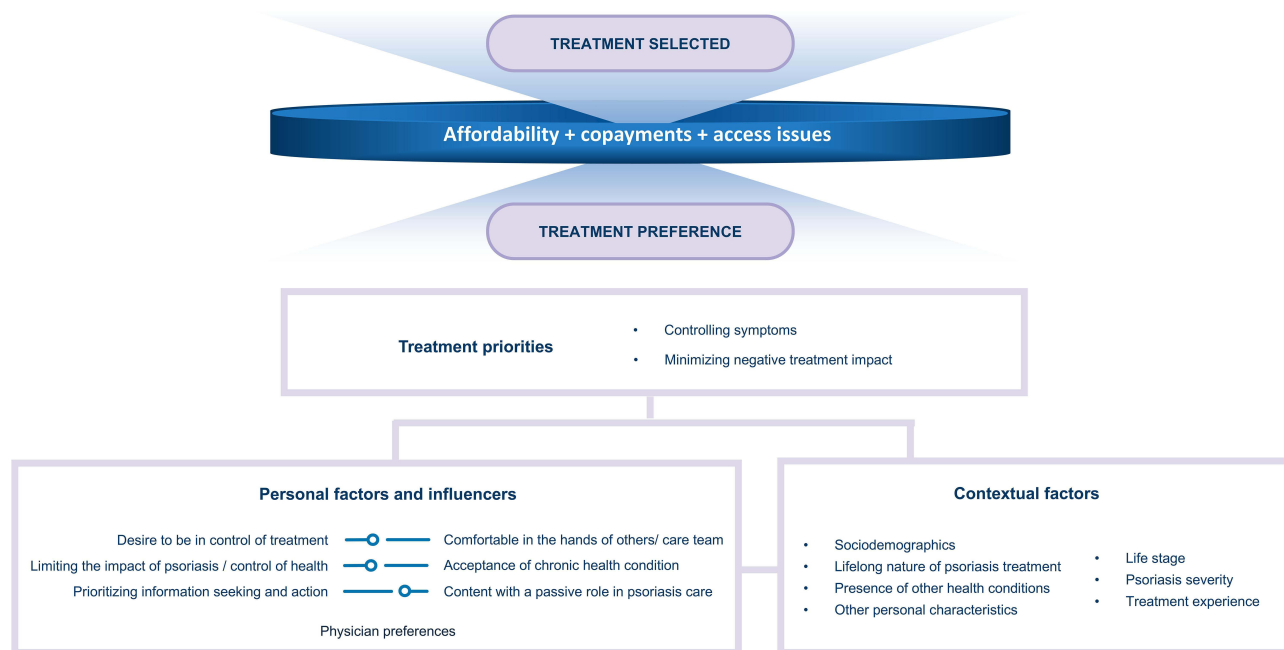 TREATMENT SELECTED
Affordability + copayments + access issues
TREATMENT PREFERENCE
Treatment priorities
• Controlling symptoms
• Minimizing negative treatment impact
Personal factors and influencers
Desire to be in control of treatment Comfortable in the hands of others/ care team
Limiting the impact of psoriasis / control of health Acceptance of chronic health condition
Prioritizing information seeking and action Content with a passive role in psoriasis care
Physician preferences
Contextual factors
• Sociodemographics
• Lifelong nature of psoriasis treatment
• Presence of other health conditions
• Other personal characteristics
• Life stage
• Psoriasis severity
• Treatment experience